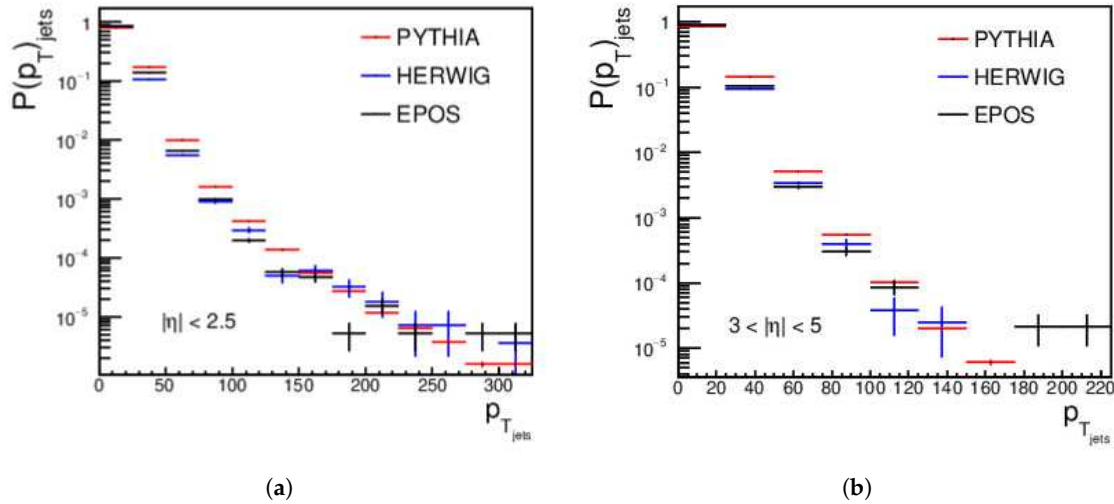 P(p_T)_jets
1
10^-1
10^-2
10^-3
10^-4
10^-5
PYTHIA
HERWIG
EPOS
|η| < 2.5
0 50 100 150 200 250 300
p_T_jets
(a)
P(p_T)_jets
1
10^-1
10^-2
10^-3
10^-4
10^-5
PYTHIA
HERWIG
EPOS
3 < |η| < 5
0 20 40 60 80 100 120 140 160 180 200 220
p_T_jets
(b)